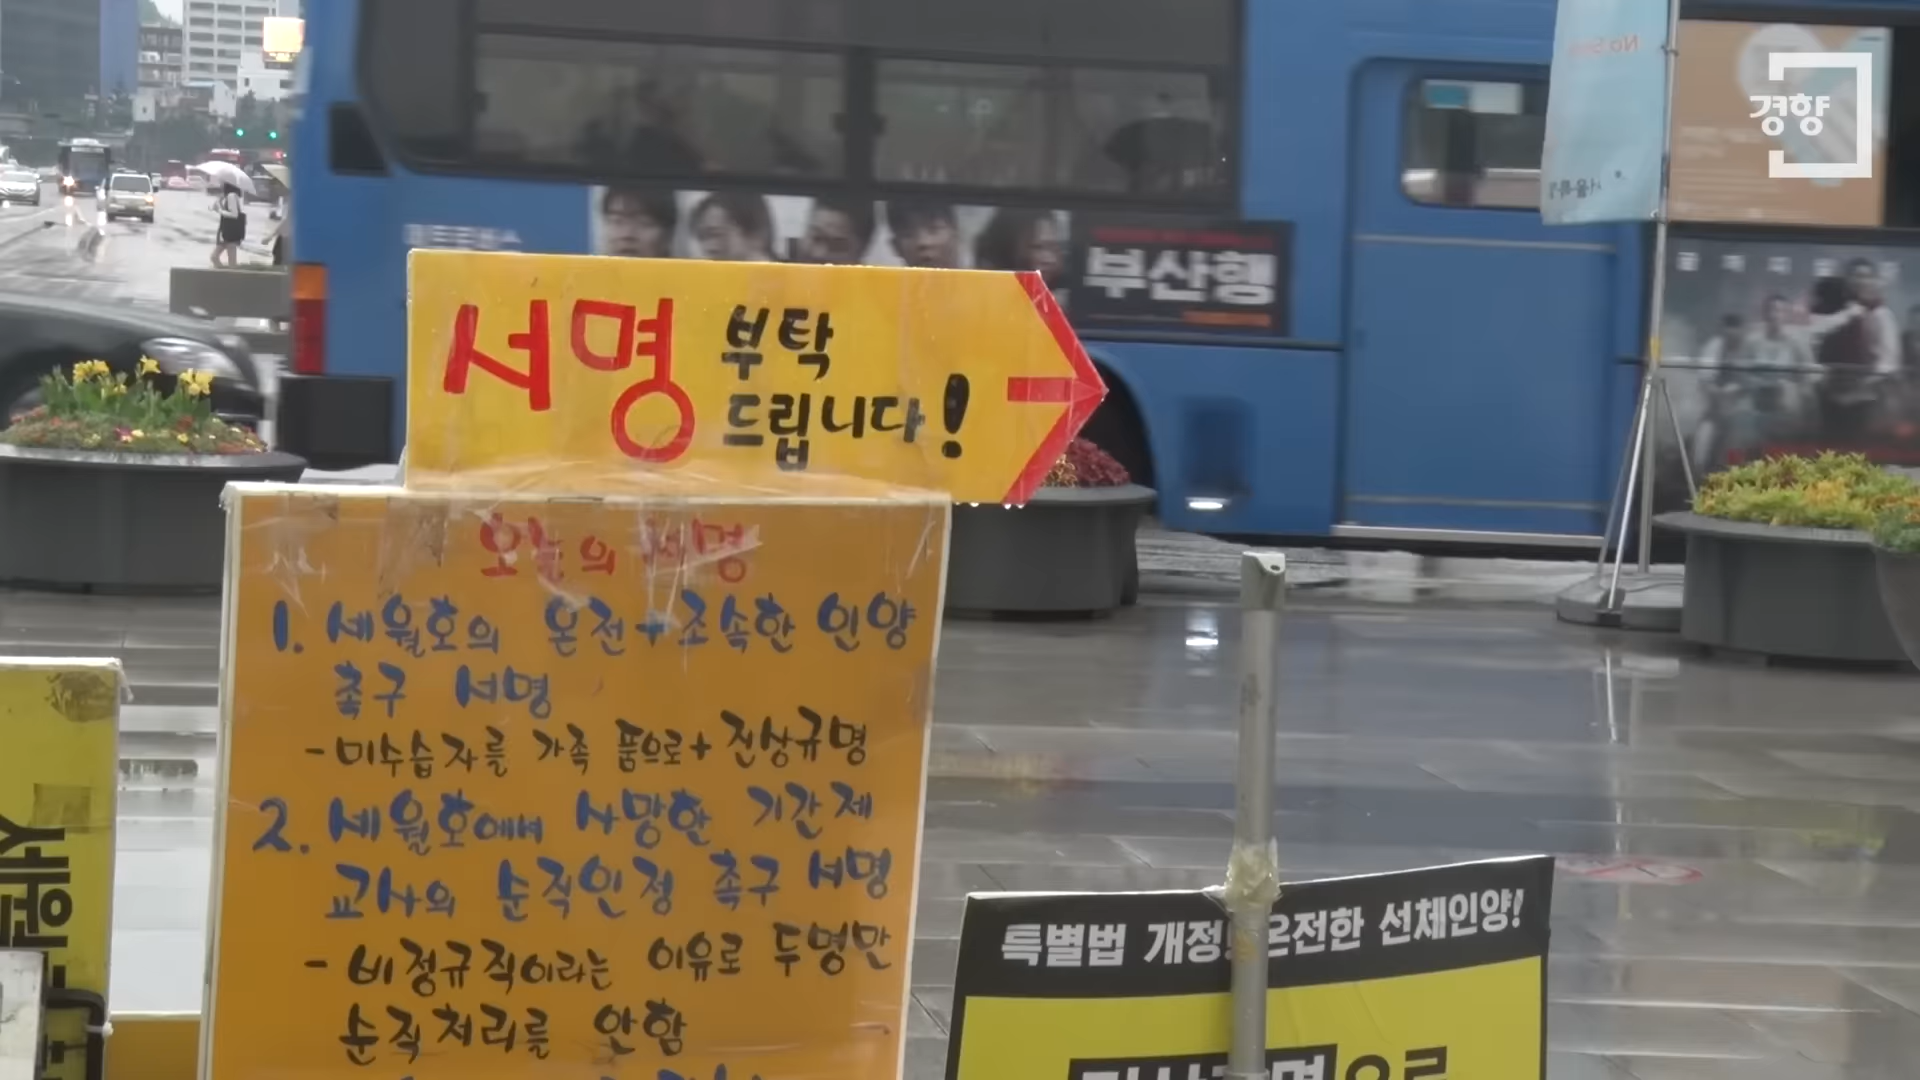 경향
부산행
서명 부탁
드립니다!
오늘의 서명
1. 세월호의 온전+조속한 인양
촉구 서명
- 미수습자를 가족 품으로+진상규명
2. 세월호에서 사망한 기간제
교사의 순직인정 촉구 서명
- 비정규직이라는 이유로 두명만
순직처리를 안함
특별법 개정! 온전한 선체인양!